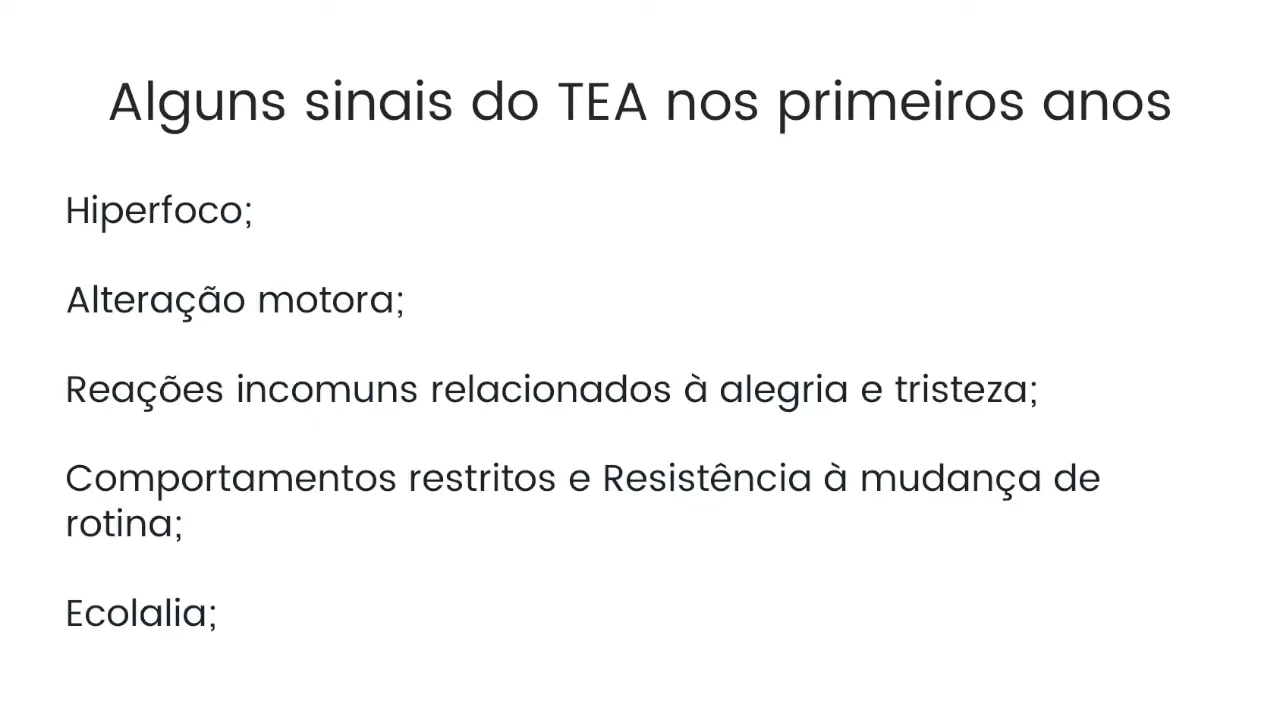 Alguns sinais do TEA nos primeiros anos
Hiperfoco;
Alteração motora;
Reações incomuns relacionados à alegria e tristeza;
Comportamentos restritos e Resistência à mudança de
rotina;
Ecolalia;